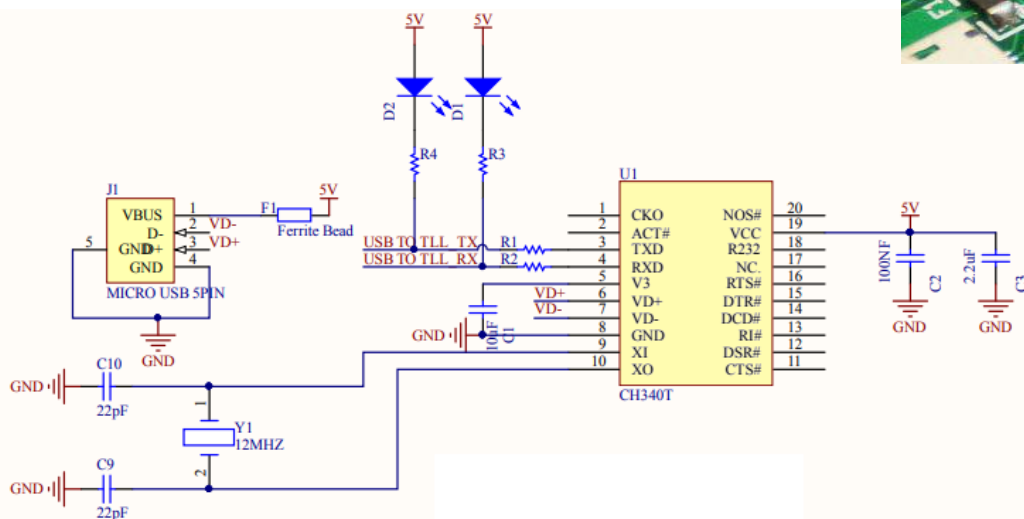 5V
5V
D2
D1
R4
R3
J1
VBUS
D-
GND
D+
GND
1
2
3
4
5
VD-
VD+
MICRO USB 5PIN
GND
F1
5V
Ferrite Bead
USB TO TLL_TX
USB TO TLL_RX
R1
R2
VD+
VD-
GND
10uF
C1
U1
1 CKO
2 ACT#
3 TXD
4 RXD
5 V3
6 VD+
7 VD-
8 GND
9 XI
10 XO
NOS# 20
VCC 19
R232 18
NC. 17
RTS# 16
DTR# 15
DCD# 14
RI# 13
DSR# 12
CTS# 11
CH340T
5V
100NF
C2
2.2uF
C3
GND
GND
C10
GND
22pF
1
Y1
12MHZ
2
C9
GND
22pF